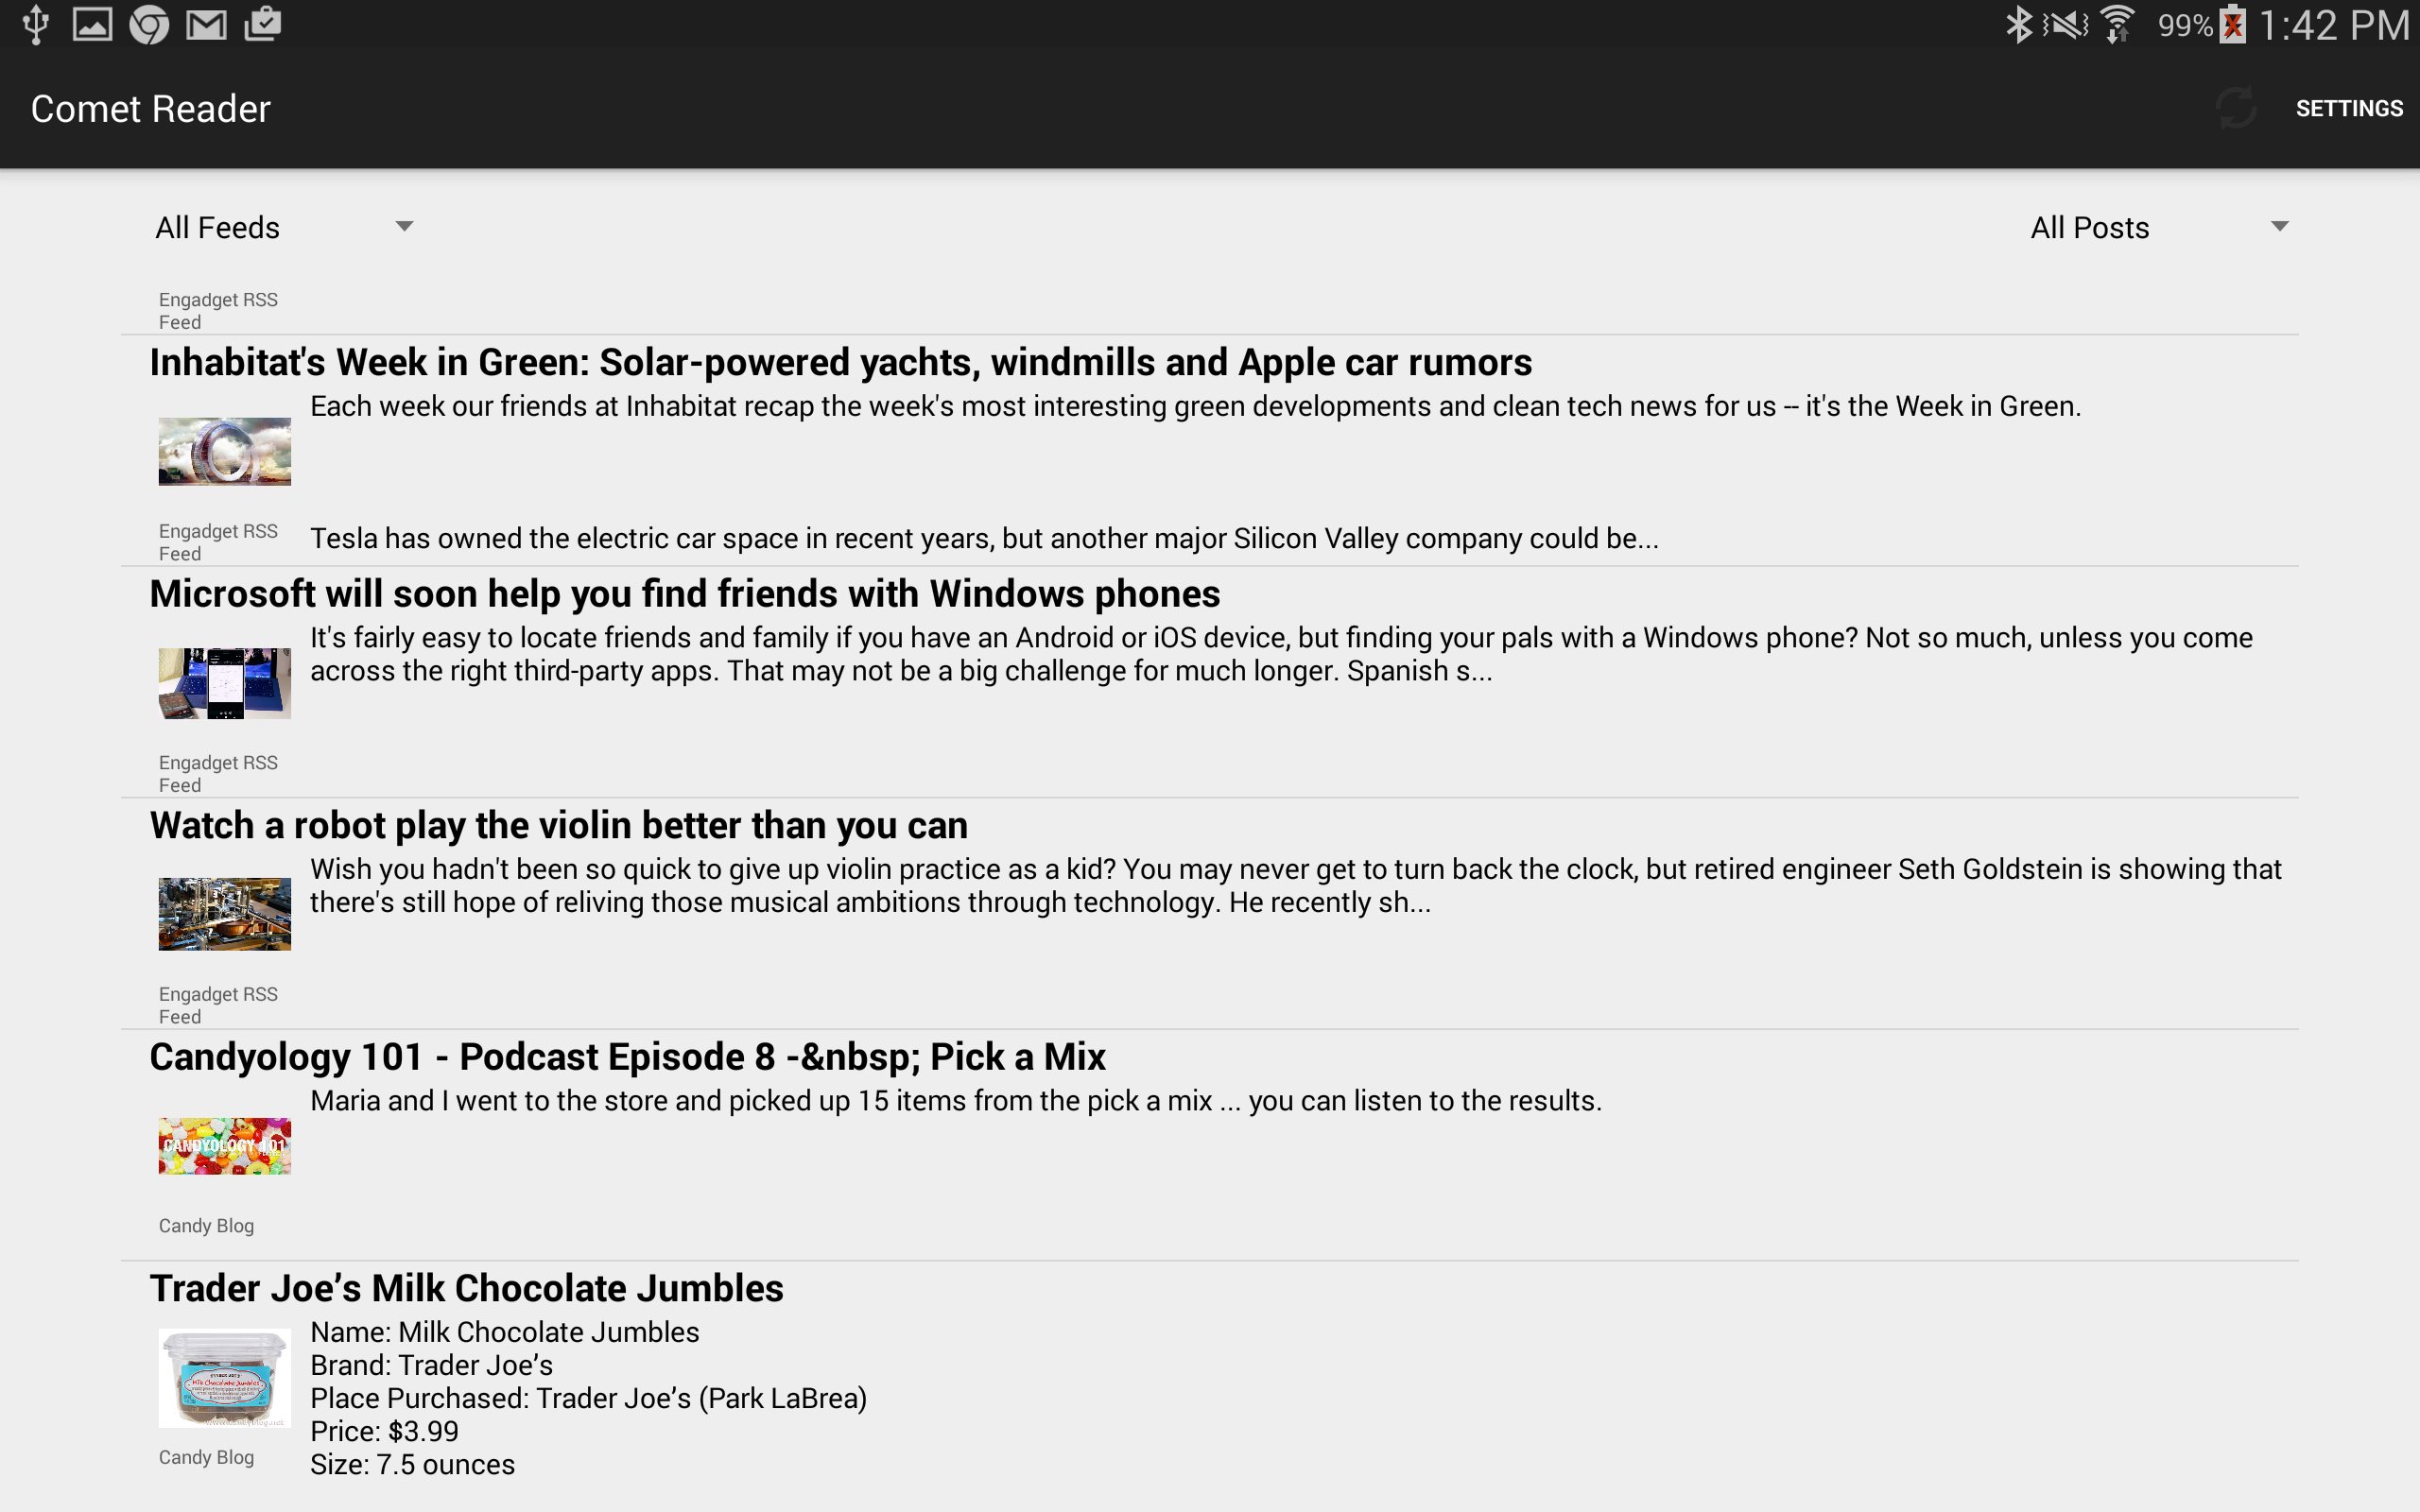 99% 1:42 PM
Comet Reader
SETTINGS
All Feeds
All Posts
Engadget RSS
Feed
Inhabitat's Week in Green: Solar-powered yachts, windmills and Apple car rumors
Each week our friends at Inhabitat recap the week's most interesting green developments and clean tech news for us -- it's the Week in Green.
Tesla has owned the electric car space in recent years, but another major Silicon Valley company could be...
Engadget RSS
Feed
Microsoft will soon help you find friends with Windows phones
It's fairly easy to locate friends and family if you have an Android or iOS device, but finding your pals with a Windows phone? Not so much, unless you come
across the right third-party apps. That may not be a big challenge for much longer. Spanish s...
Engadget RSS
Feed
Watch a robot play the violin better than you can
Wish you hadn't been so quick to give up violin practice as a kid? You may never get to turn back the clock, but retired engineer Seth Goldstein is showing that
there's still hope of reliving those musical ambitions through technology. He recently sh...
Engadget RSS
Feed
Candyology 101 - Podcast Episode 8 -&nbsp; Pick a Mix
Maria and I went to the store and picked up 15 items from the pick a mix ... you can listen to the results.
CANDYOLOGY 101
Candy Blog
Trader Joe’s Milk Chocolate Jumbles
Name: Milk Chocolate Jumbles
Brand: Trader Joe’s
Place Purchased: Trader Joe’s (Park LaBrea)
Price: $3.99
Size: 7.5 ounces
Milk Chocolate Jumbles
Candy Blog